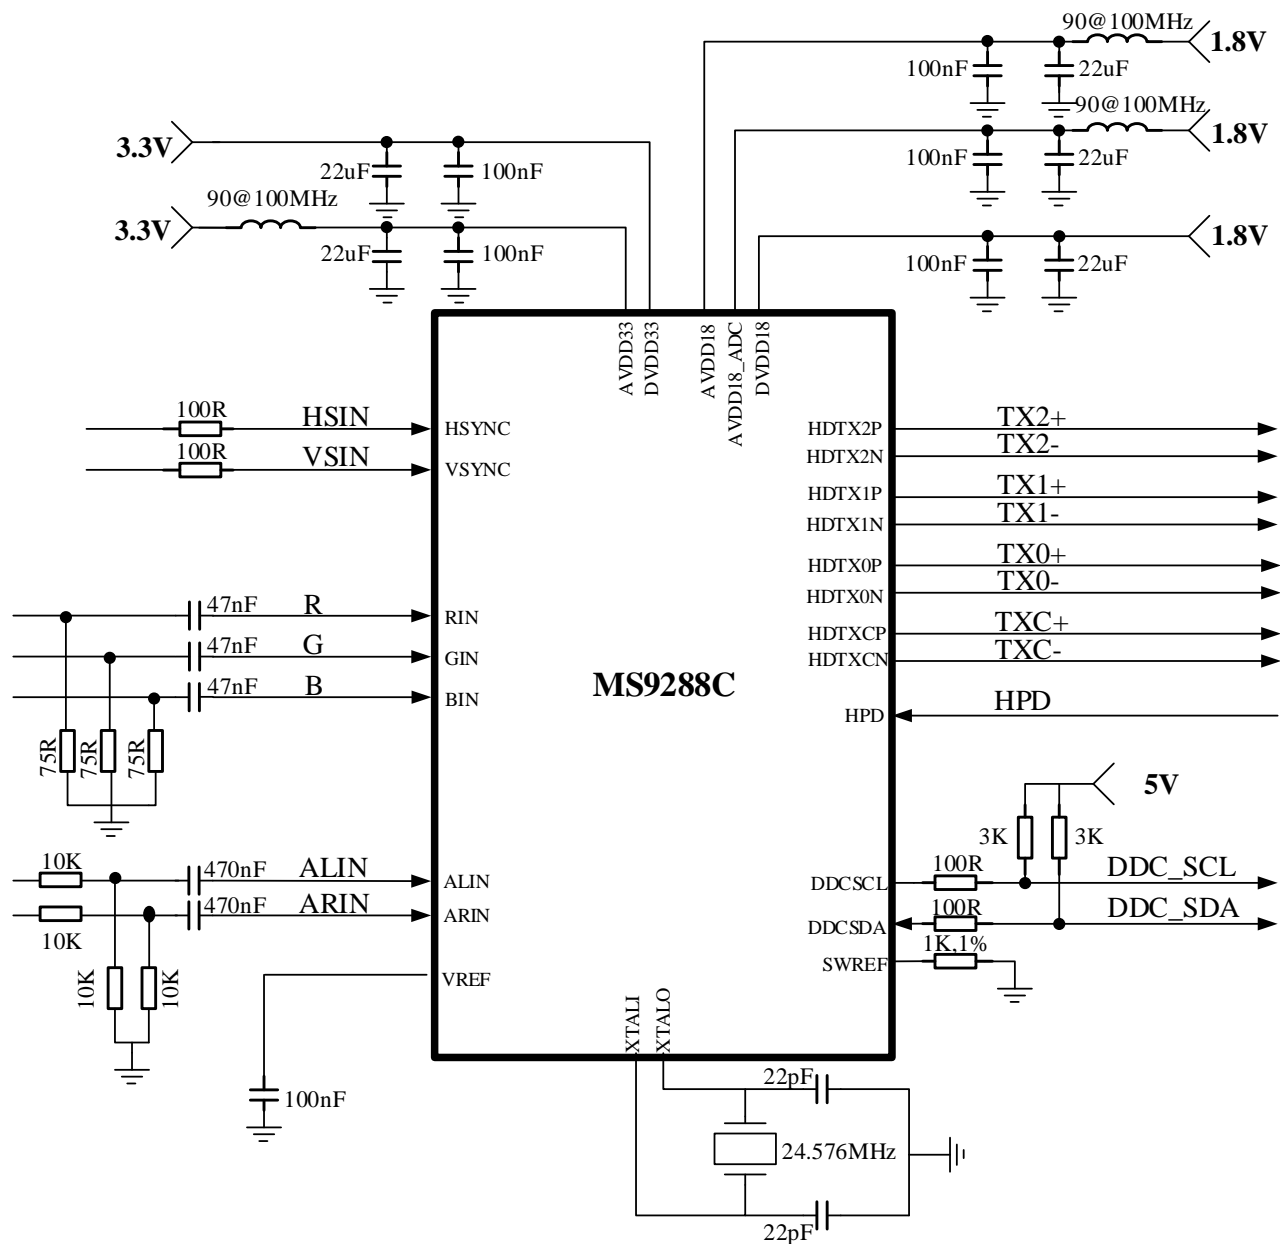 90@100MHz
1.8V
100nF
22uF
90@100MHz
1.8V
100nF
22uF
3.3V
22uF
100nF
90@100MHz
3.3V
22uF
100nF
1.8V
100nF
22uF
AVDD33
DVDD33
AVDD18
AVDD18_ADC
DVDD18
100R
HSIN
HSYNC
100R
VSIN
VSYNC
HDTX2P
TX2+
HDTX2N
TX2-
HDTX1P
TX1+
HDTX1N
TX1-
HDTX0P
TX0+
HDTX0N
TX0-
HDTXCP
TXC+
HDTXCN
TXC-
47nF
R
RIN
47nF
G
GIN
47nF
B
BIN
75R
75R
75R
MS9288C
HPD
HPD
5V
3K
3K
10K
470nF
ALIN
ALIN
470nF
ARIN
ARIN
10K
10K
10K
VREF
100nF
DDCSCL
100R
DDC_SCL
DDCSDA
100R
DDC_SDA
SWREF
1K,1%
XTALI
XTALO
22pF
24.576MHz
22pF